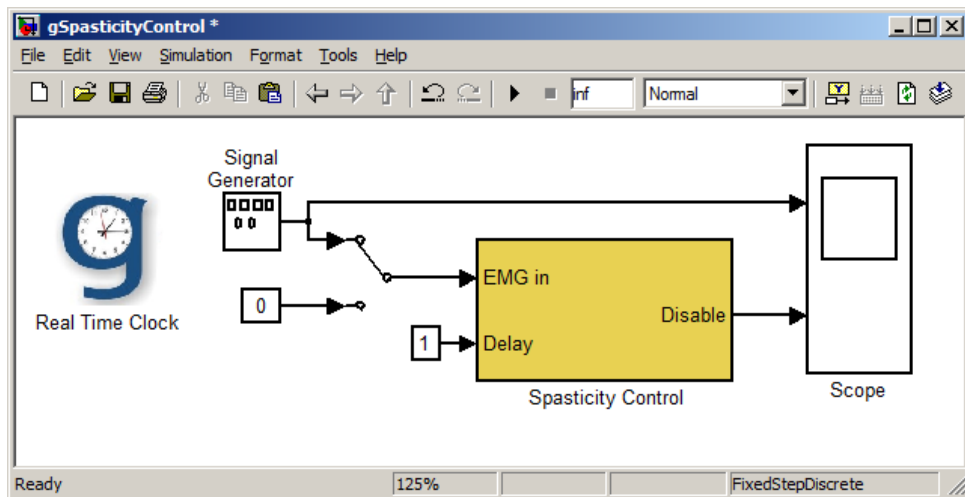 gSpasticityControl *
File Edit View Simulation Format Tools Help
inf Normal
Signal
Generator
g
Real Time Clock
0
1
EMG in
Delay
Disable
Spasticity Control
Scope
Ready 125% FixedStepDiscrete